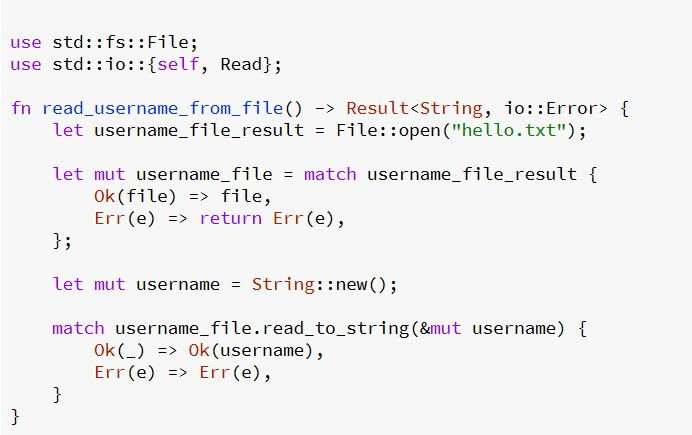 use std::fs::File;
use std::io::{self, Read};

fn read_username_from_file() -> Result<String, io::Error> {
    let username_file_result = File::open("hello.txt");

    let mut username_file = match username_file_result {
        Ok(file) => file,
        Err(e) => return Err(e),
    };

    let mut username = String::new();

    match username_file.read_to_string(&mut username) {
        Ok(_) => Ok(username),
        Err(e) => Err(e),
    }
}